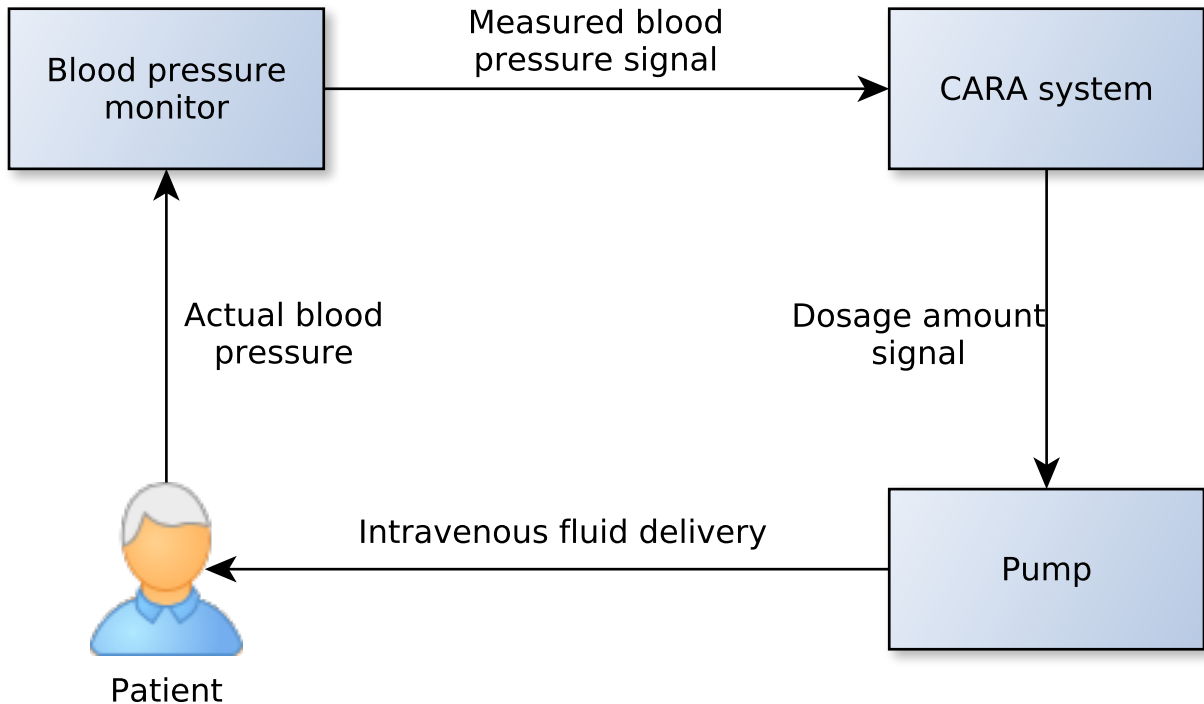 Measured blood
pressure signal
Blood pressure
monitor
CARA system
Actual blood
pressure
Dosage amount
signal
Intravenous fluid delivery
Pump
Patient